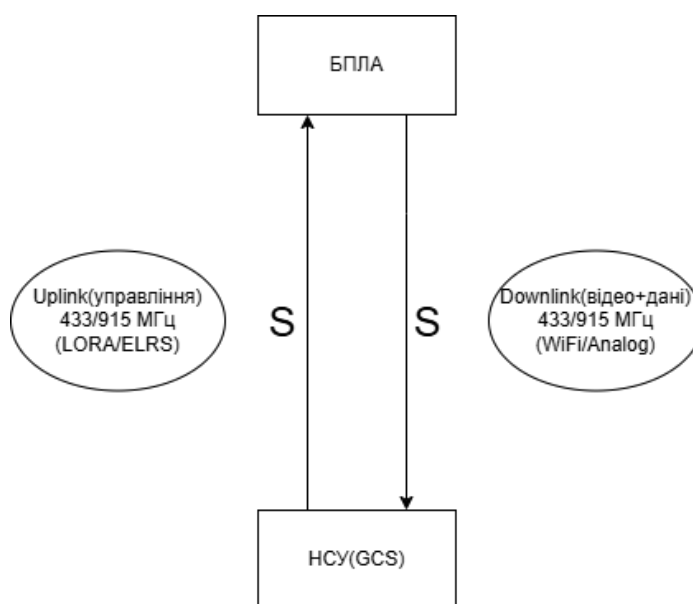 БПЛА
Uplink(управління)
433/915 МГц
(LORA/ELRS)
S
S
Downlink(відео+дані)
433/915 МГц
(WiFi/Analog)
НСУ(GCS)